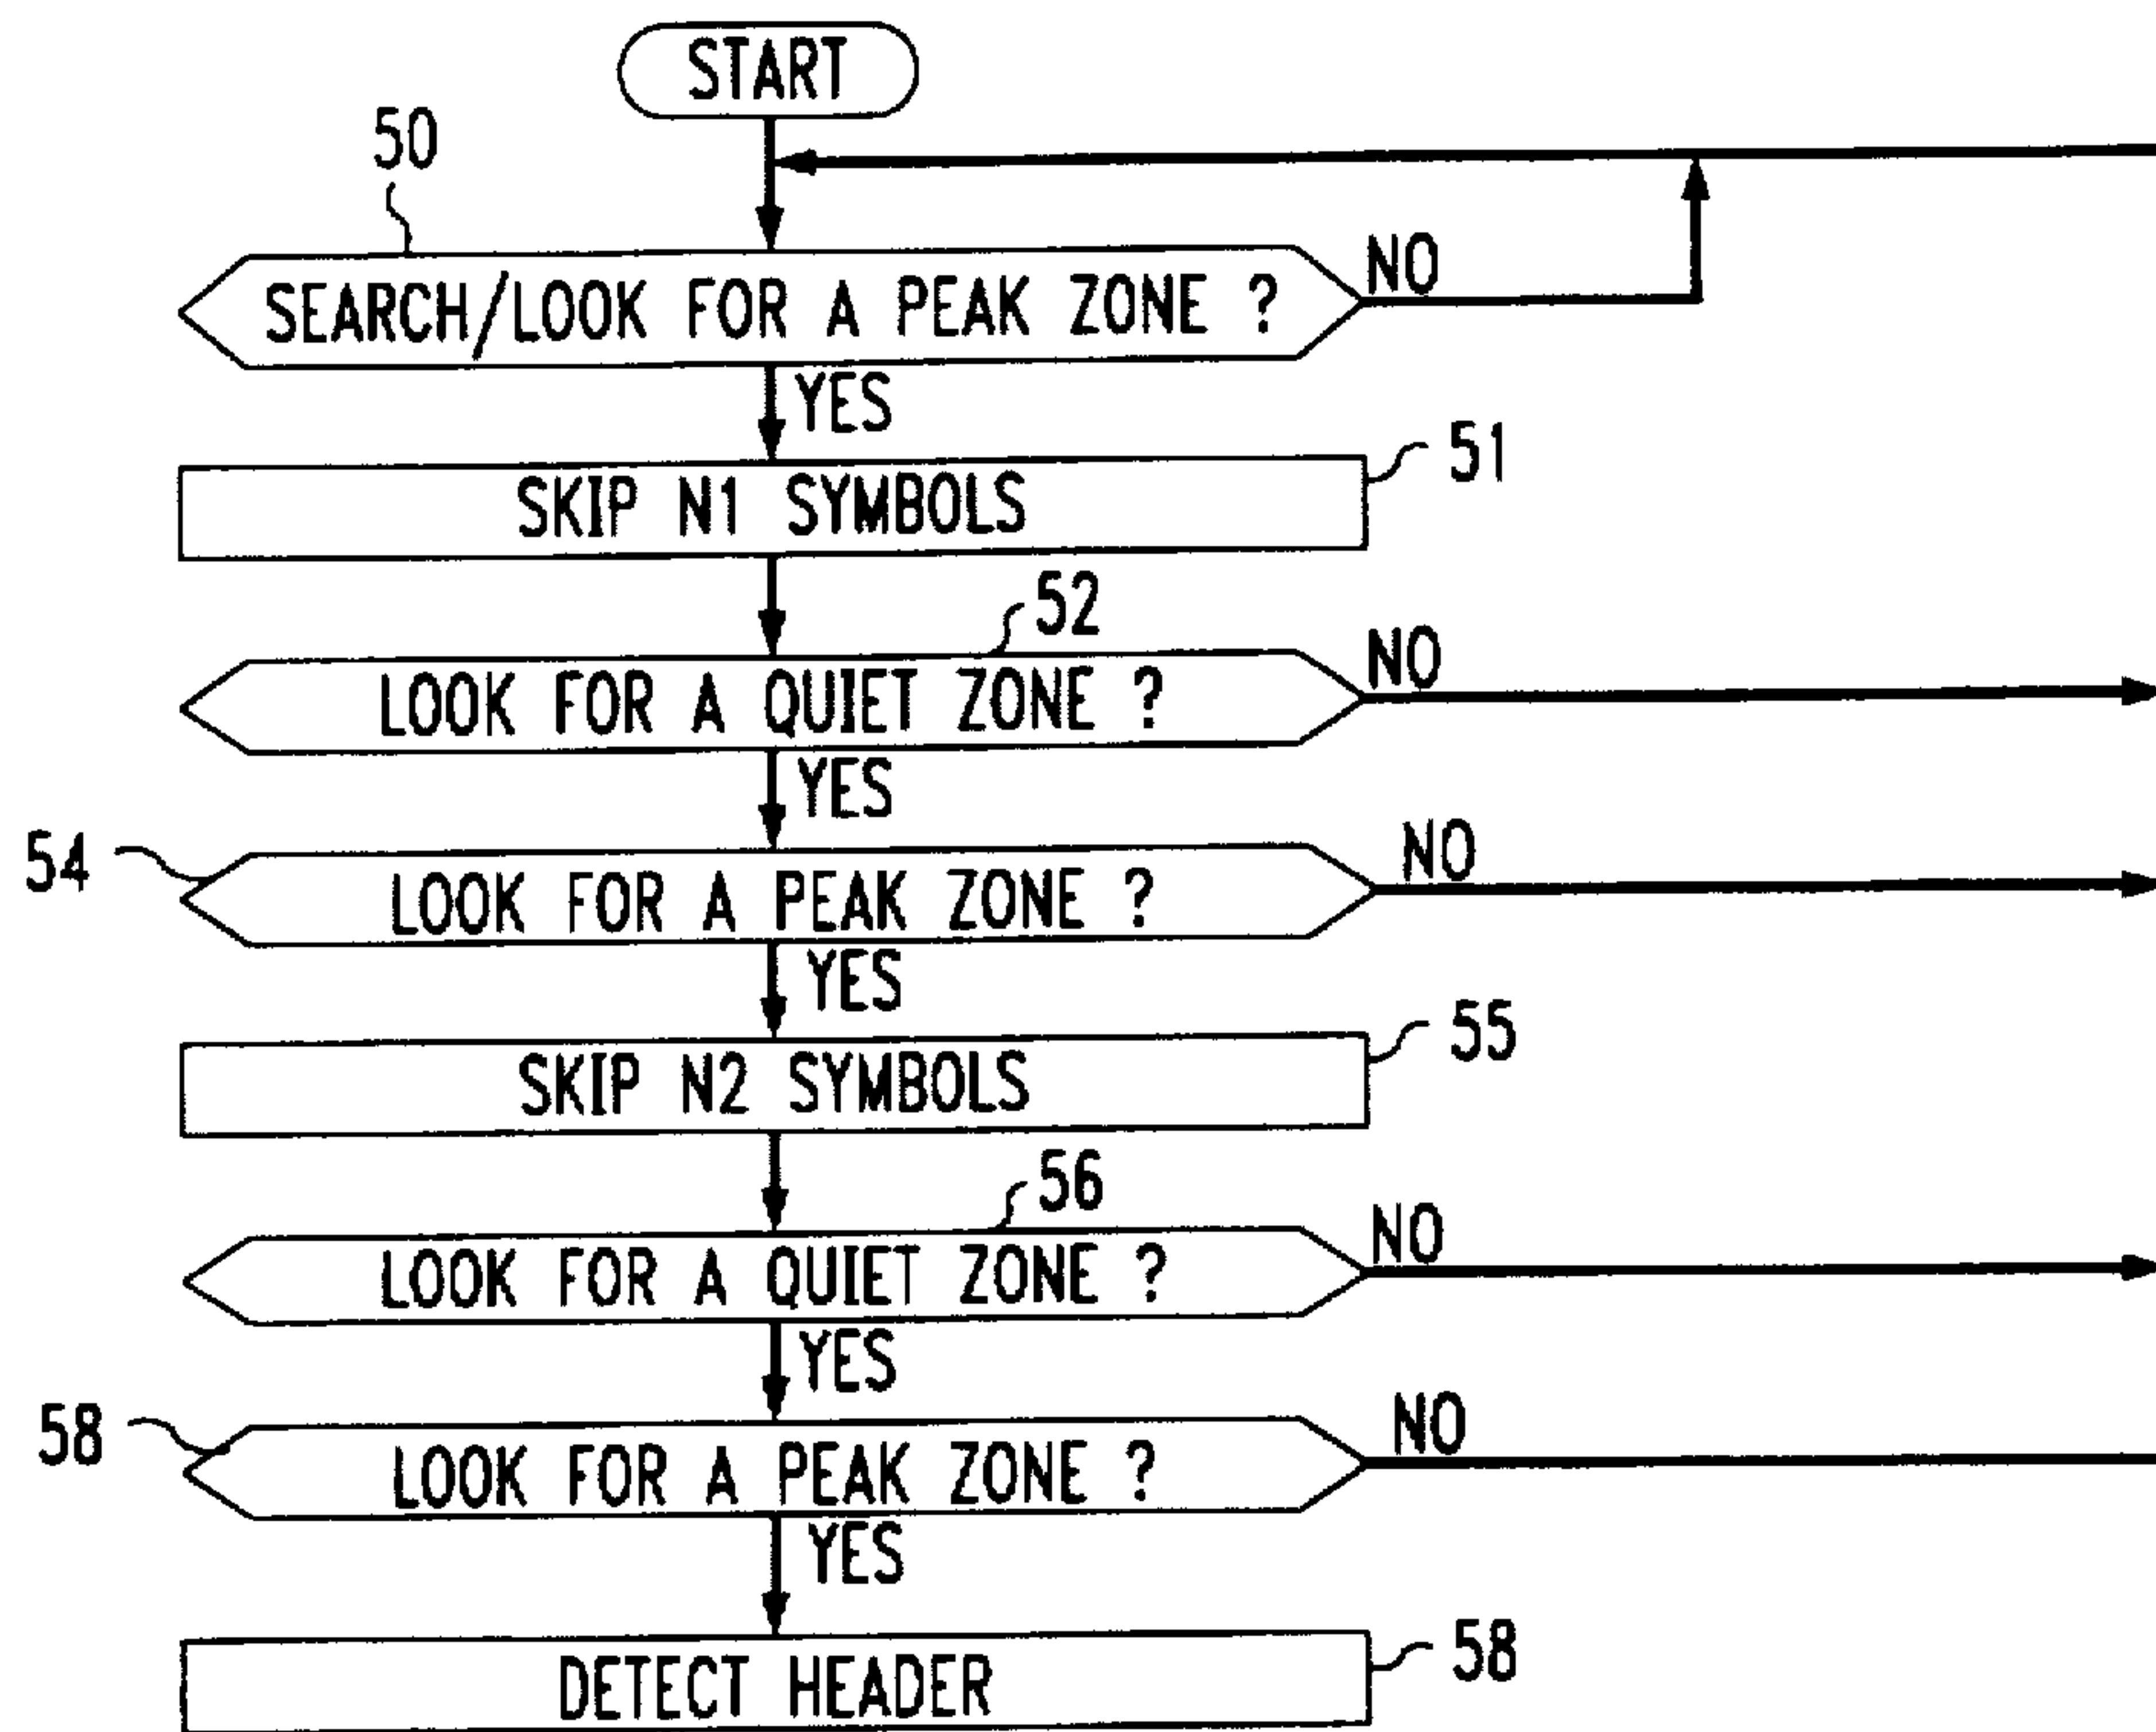 START
50
SEARCH/LOOK FOR A PEAK ZONE ?
NO
YES
51
SKIP N1 SYMBOLS
52
LOOK FOR A QUIET ZONE ?
NO
YES
54
LOOK FOR A PEAK ZONE ?
NO
YES
55
SKIP N2 SYMBOLS
56
LOOK FOR A QUIET ZONE ?
NO
YES
58
LOOK FOR A PEAK ZONE ?
NO
YES
58
DETECT HEADER